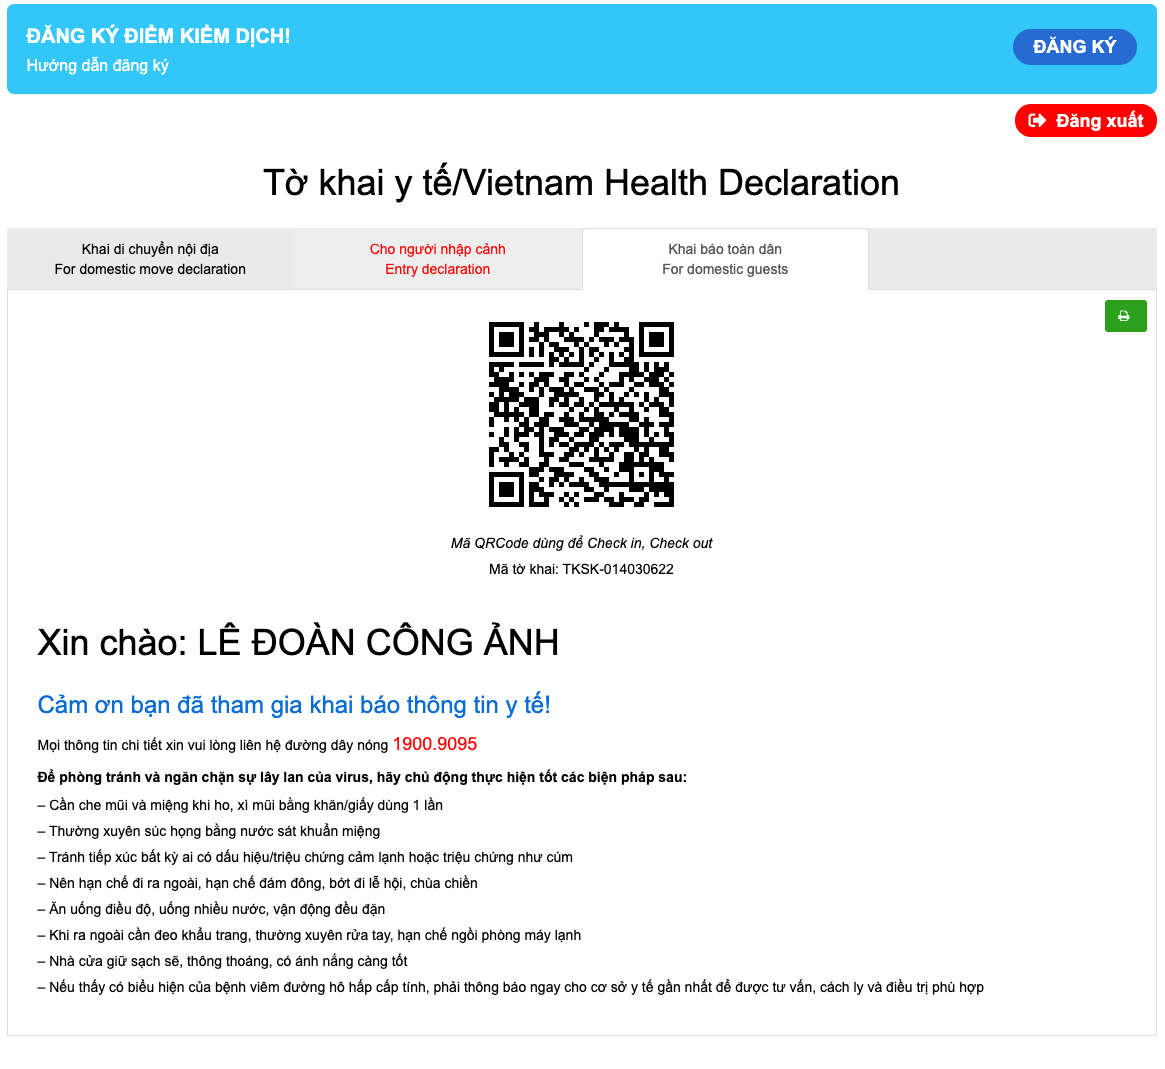 ĐĂNG KÝ ĐIỂM KIỂM DỊCH!
Hướng dẫn đăng ký
ĐĂNG KÝ
Đăng xuất
Tờ khai y tế/Vietnam Health Declaration
Khai di chuyển nội địa
For domestic move declaration
Cho người nhập cảnh
Entry declaration
Khai báo toàn dân
For domestic guests
Mã QRCode dùng để Check in, Check out
Mã tờ khai: TKSK-014030622
Xin chào: LÊ ĐOÀN CÔNG ẢNH
Cảm ơn bạn đã tham gia khai báo thông tin y tế!
Mọi thông tin chi tiết xin vui lòng liên hệ đường dây nóng 1900.9095
Để phòng tránh và ngăn chặn sự lây lan của virus, hãy chủ động thực hiện tốt các biện pháp sau:
– Cần che mũi và miệng khi ho, xì mũi bằng khăn/giấy dùng 1 lần
– Thường xuyên súc họng bằng nước sát khuẩn miệng
– Tránh tiếp xúc bất kỳ ai có dấu hiệu/triệu chứng cảm lạnh hoặc triệu chứng như cúm
– Nên hạn chế đi ra ngoài, hạn chế đám đông, bớt đi lễ hội, chùa chiền
– Ăn uống điều độ, uống nhiều nước, vận động đều đặn
– Khi ra ngoài cần đeo khẩu trang, thường xuyên rửa tay, hạn chế ngồi phòng máy lạnh
– Nhà cửa giữ sạch sẽ, thông thoáng, có ánh nắng càng tốt
– Nếu thấy có biểu hiện của bệnh viêm đường hô hấp cấp tính, phải thông báo ngay cho cơ sở y tế gần nhất để được tư vấn, cách ly và điều trị phù hợp